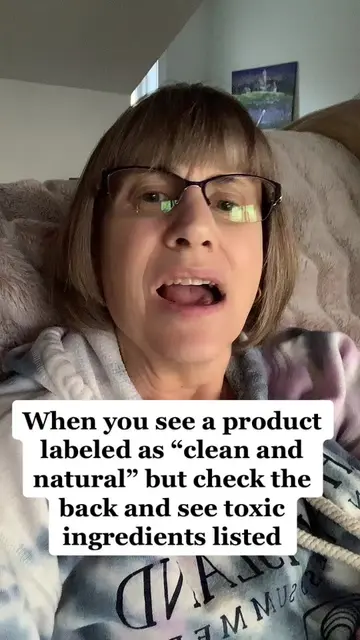 When you see a product
labeled as “clean and
natural” but check the
back and see toxic
ingredients listed